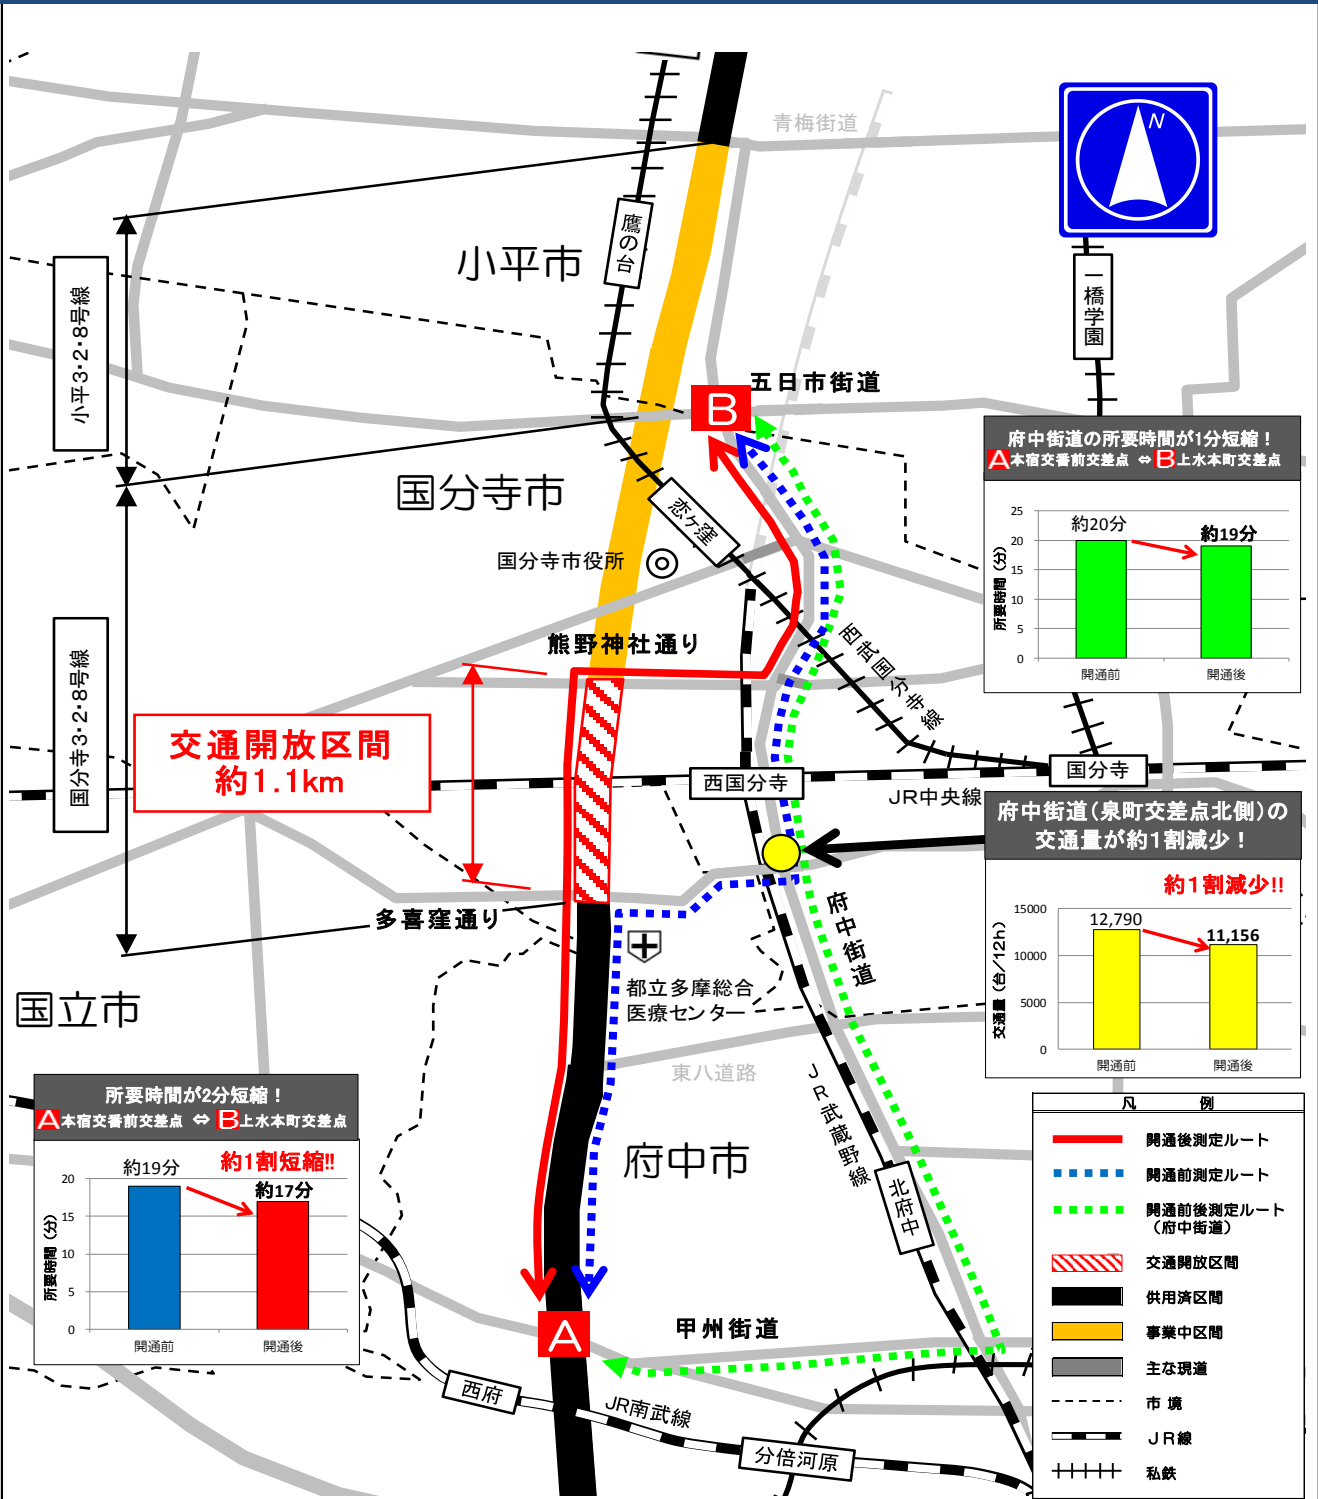 青梅街道
N
鷹の台
小平市
一橋学園
小平3・2・8号線
五日市街道
B
府中街道の所要時間が1分短縮！
A本宿交番前交差点 ⇔ B上水本町交差点
所要時間（分）
25
20
15
10
5
0
約20分
約19分
開通前
開通後
国分寺市
恋ヶ窪
国分寺市役所
熊野神社通り
西武国分寺線
国分寺3・2・8号線
交通開放区間
約1.1km
西国分寺
国分寺
JR中央線
府中街道（泉町交差点北側）の
交通量が約1割減少！
約1割減少!!
交通量（台/12h）
15000
10000
5000
0
12,790
11,156
開通前
開通後
多喜窪通り
府中街道
都立多摩総合
医療センター
国立市
東八道路
JR武蔵野線
所要時間が2分短縮！
A本宿交番前交差点 ⇔ B上水本町交差点
約1割短縮!!
所要時間（分）
20
15
10
5
0
約19分
約17分
開通前
開通後
府中市
北府中
A
甲州街道
西府
JR南武線
分倍河原
凡　例
開通後測定ルート
開通前測定ルート
開通前後測定ルート
（府中街道）
交通開放区間
供用済区間
事業中区間
主な現道
市 境
ＪＲ線
私鉄